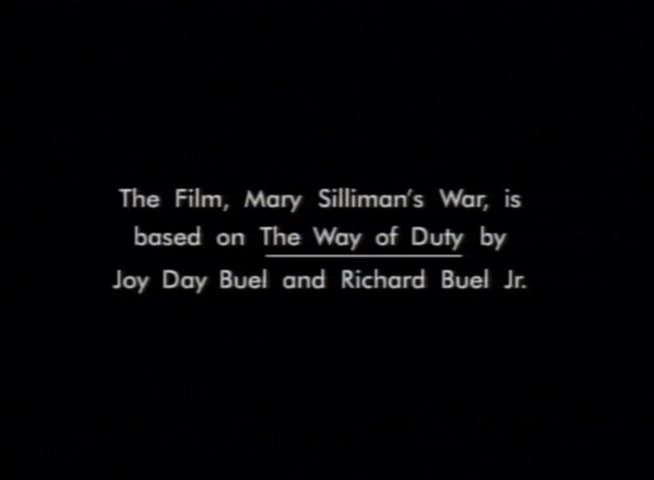 The Film, Mary Silliman's War, is
based on The Way of Duty by
Joy Day Buel and Richard Buel Jr.